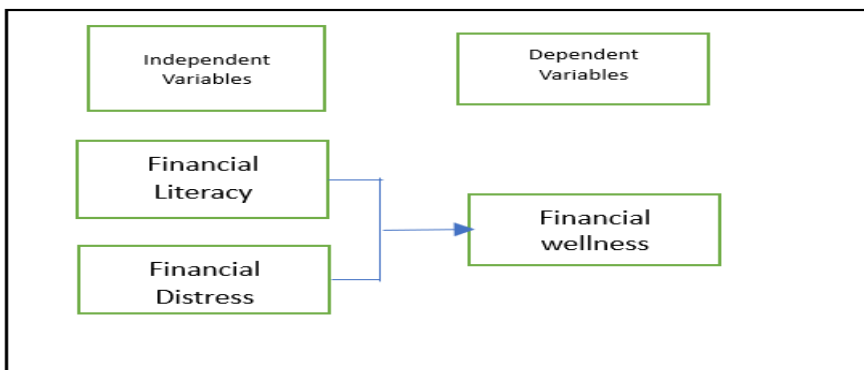 Independent
Variables
Dependent
Variables
Financial
Literacy
Financial
Distress
Financial
wellness